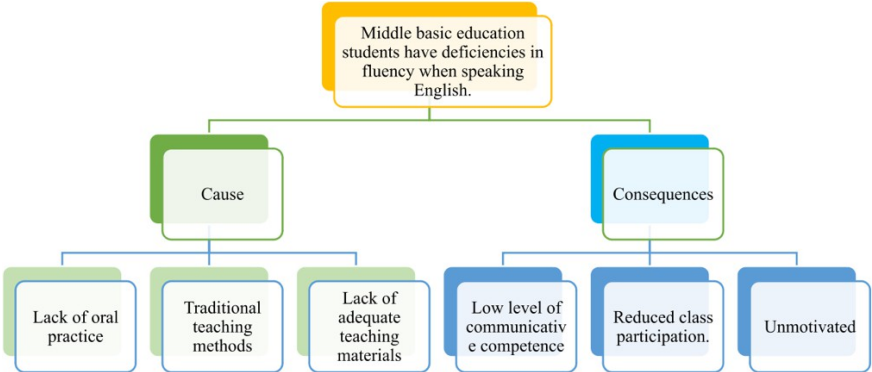 Middle basic education
students have deficiencies in
fluency when speaking
English.
Cause
Consequences
Lack of oral
practice
Traditional
teaching
methods
Lack of
adequate
teaching
materials
Low level of
communicativ
e competence
Reduced class
participation.
Unmotivated